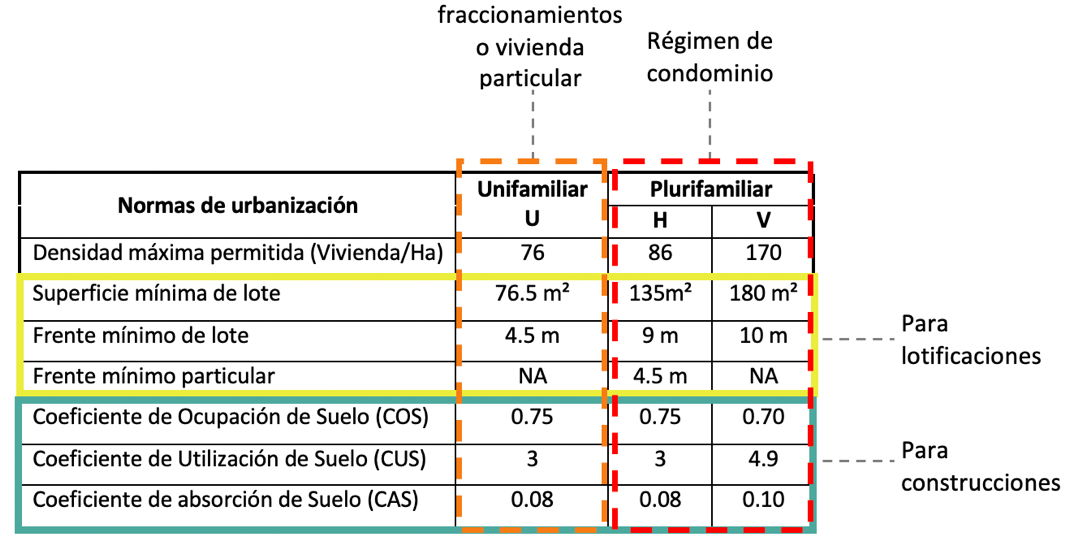 fraccionamientos
o vivienda
particular
Régimen de
condominio
Normas de urbanización
Unifamiliar
U
Plurifamiliar
H V
Densidad máxima permitida (Vivienda/Ha) 76 86 170
Superficie mínima de lote 76.5 m² 135m² 180 m²
Frente mínimo de lote 4.5 m 9 m 10 m
Frente mínimo particular NA 4.5 m NA
Coeficiente de Ocupación de Suelo (COS) 0.75 0.75 0.70
Coeficiente de Utilización de Suelo (CUS) 3 3 4.9
Coeficiente de absorción de Suelo (CAS) 0.08 0.08 0.10
Para
lotificaciones
Para
construcciones